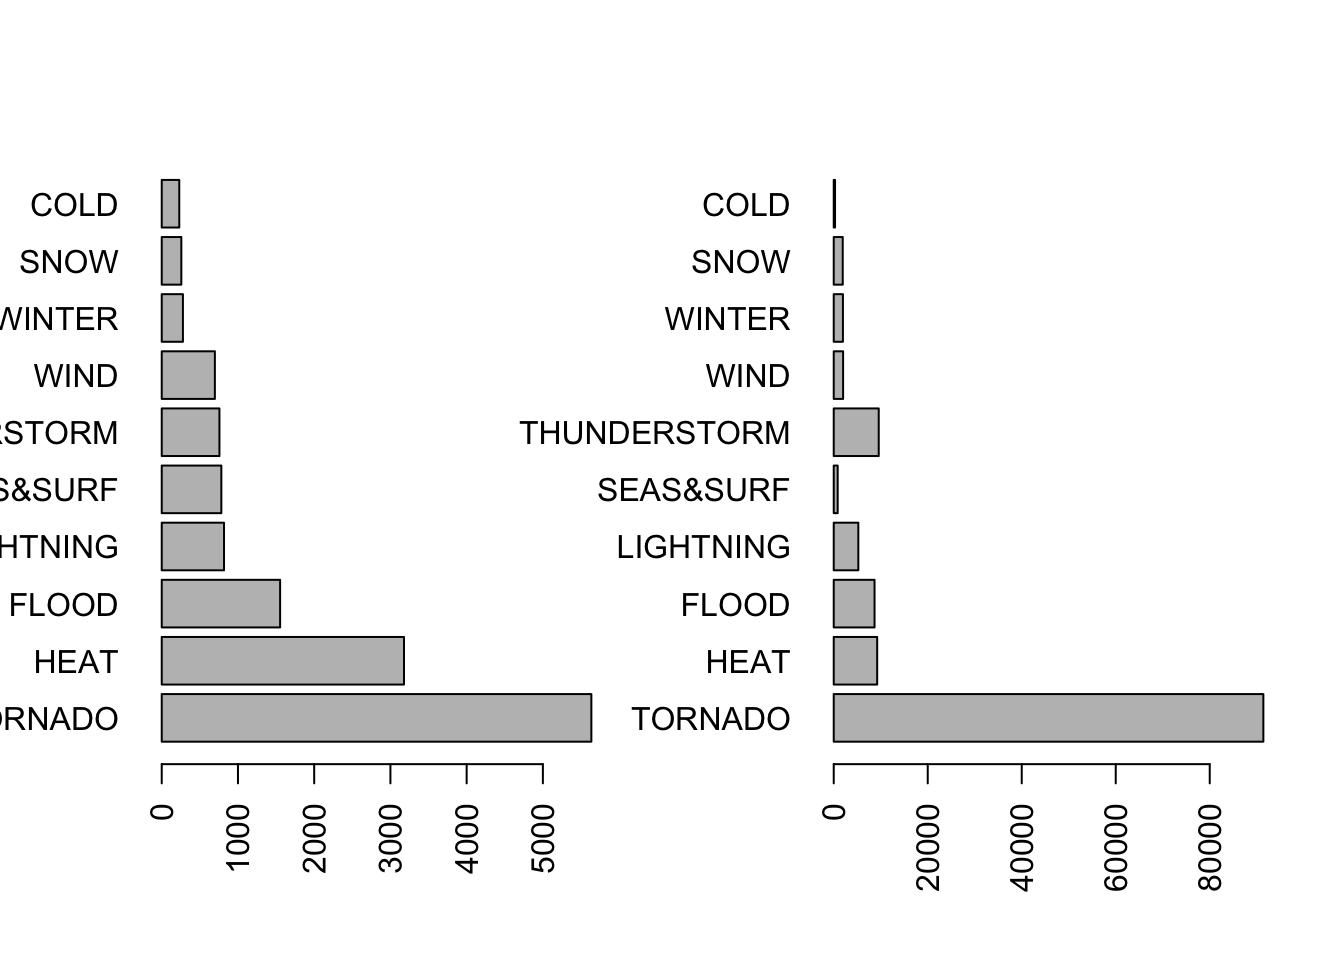 COLD
SNOW
WINTER
WIND
RSTORM
S&SURF
HTNING
FLOOD
HEAT
ORNADO
0 1000 2000 3000 4000 5000
COLD
SNOW
WINTER
WIND
THUNDERSTORM
SEAS&SURF
LIGHTNING
FLOOD
HEAT
TORNADO
0 20000 40000 60000 80000